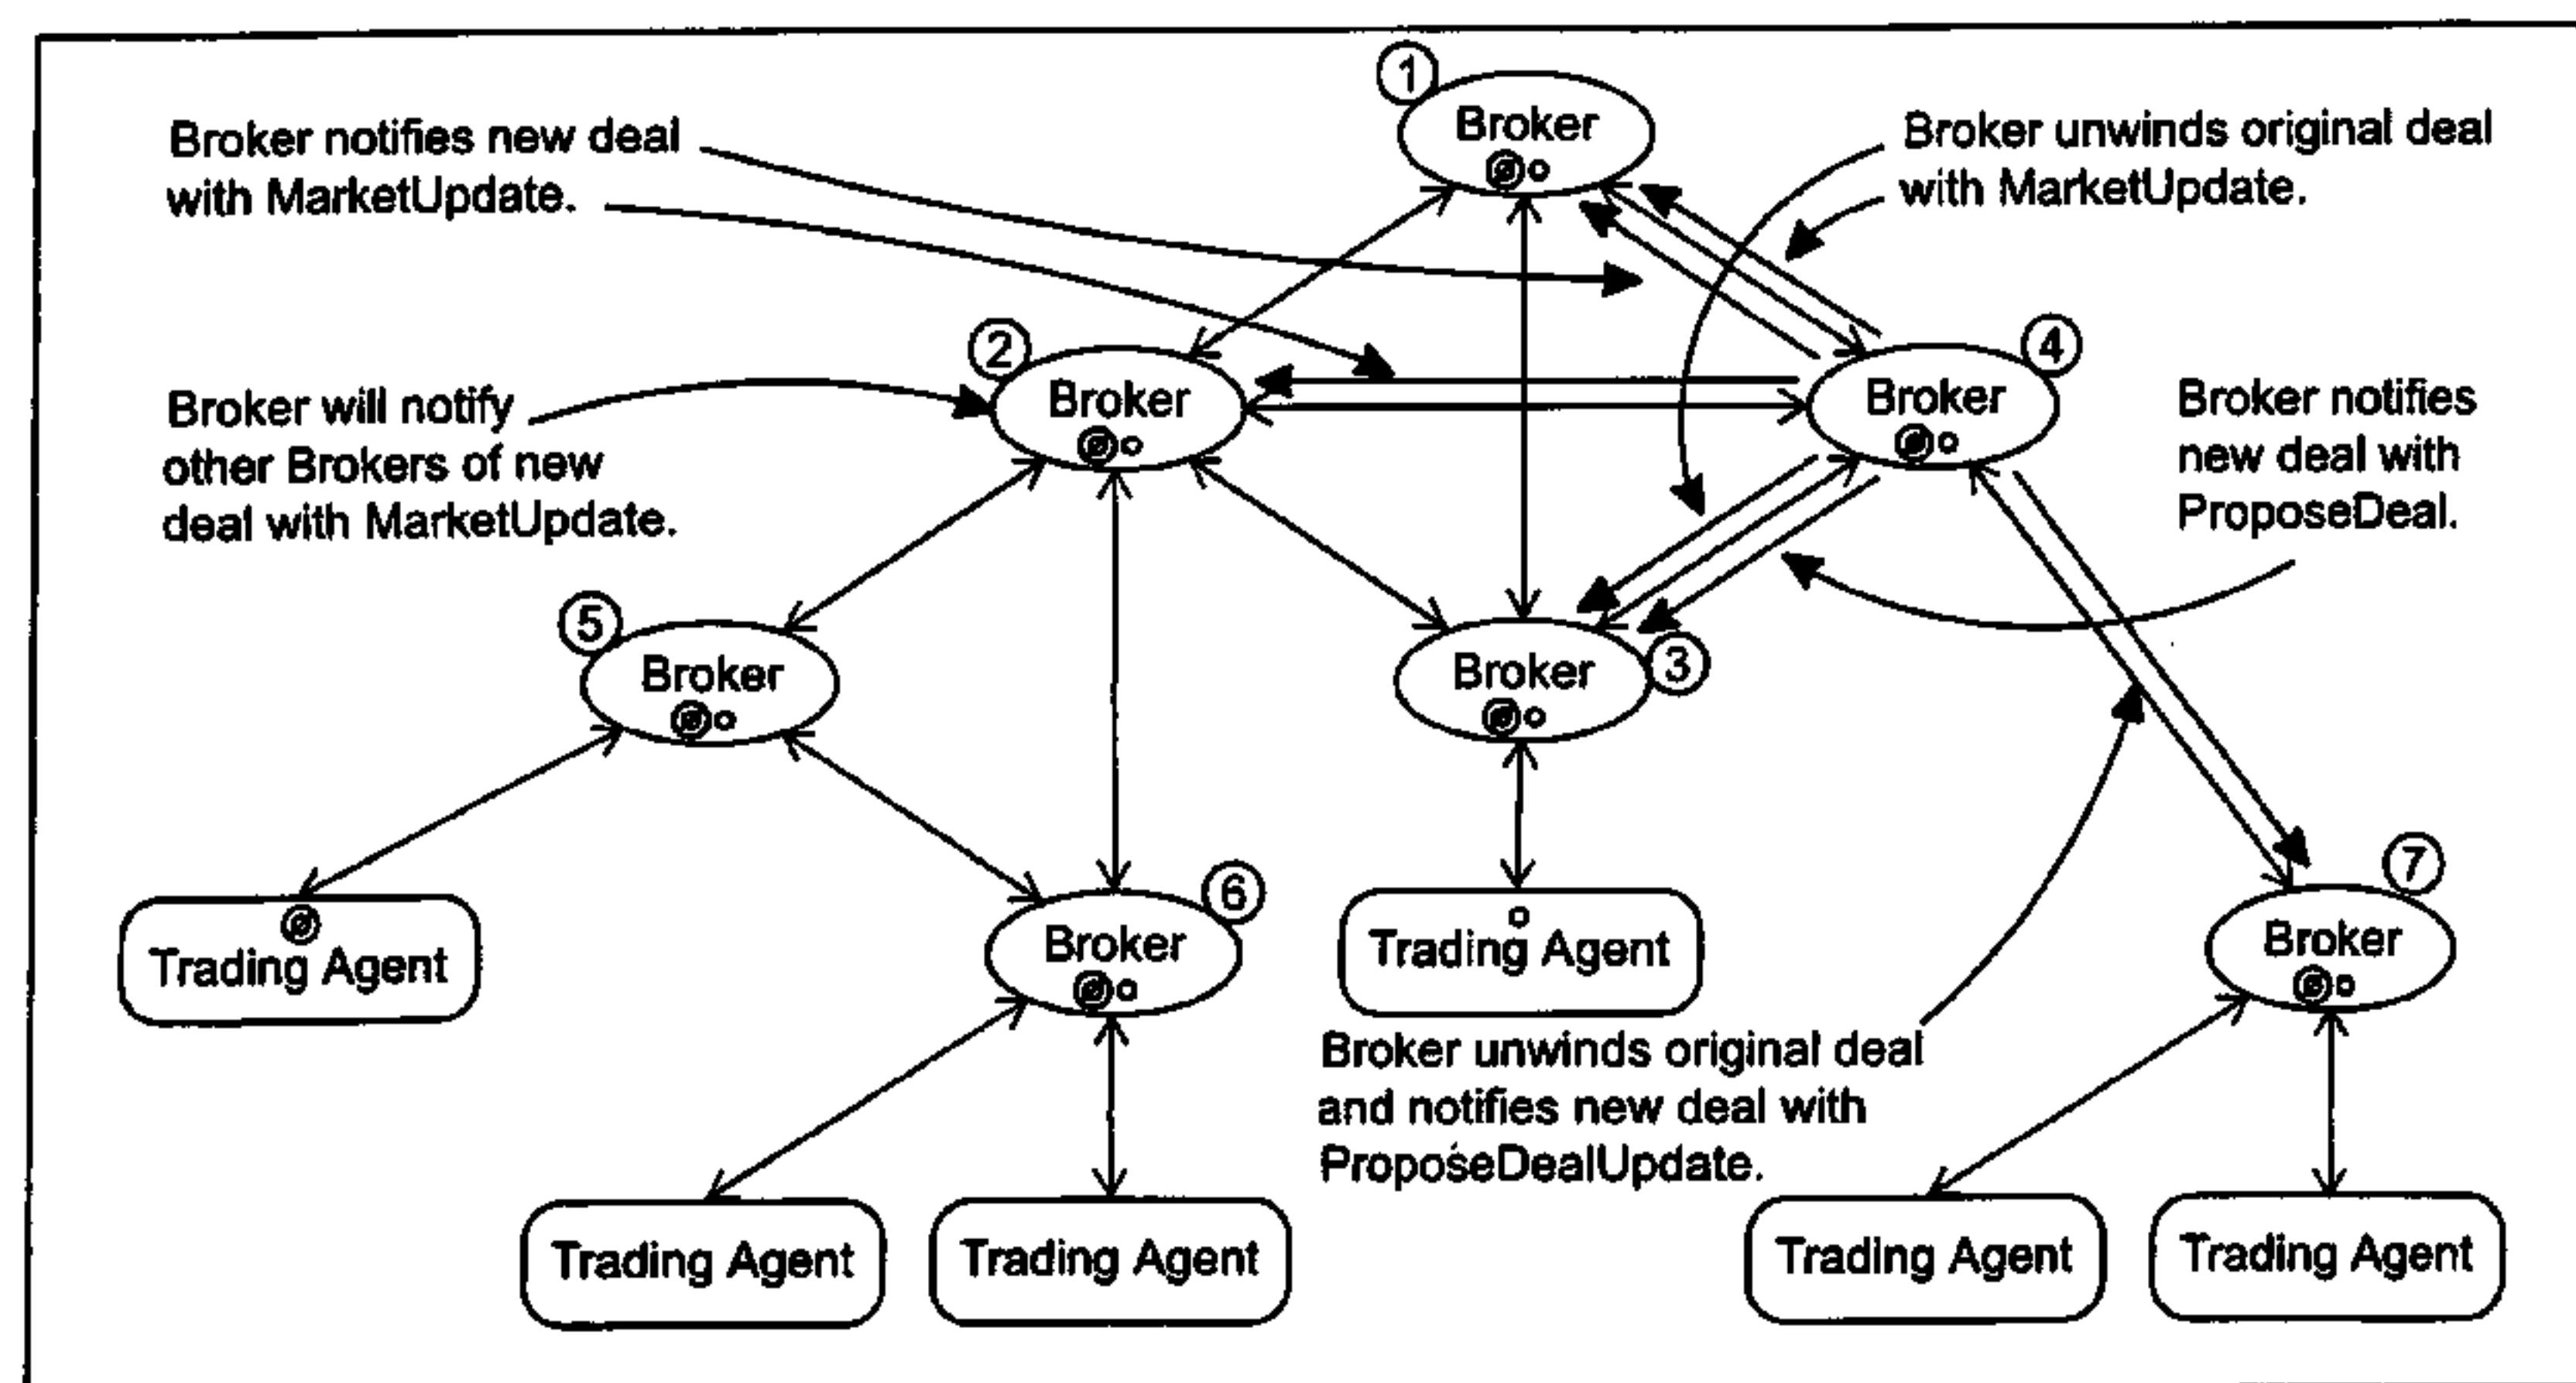 1
Broker
Broker notifies new deal
with MarketUpdate.
Broker unwinds original deal
with MarketUpdate.
2
Broker
4
Broker
Broker will notify
other Brokers of new
deal with MarketUpdate.
Broker notifies
new deal with
ProposeDeal.
5
Broker
Broker
3
Trading Agent
6
Broker
Trading Agent
7
Broker
Broker unwinds original deal
and notifies new deal with
ProposeDealUpdate.
Trading Agent
Trading Agent
Trading Agent
Trading Agent